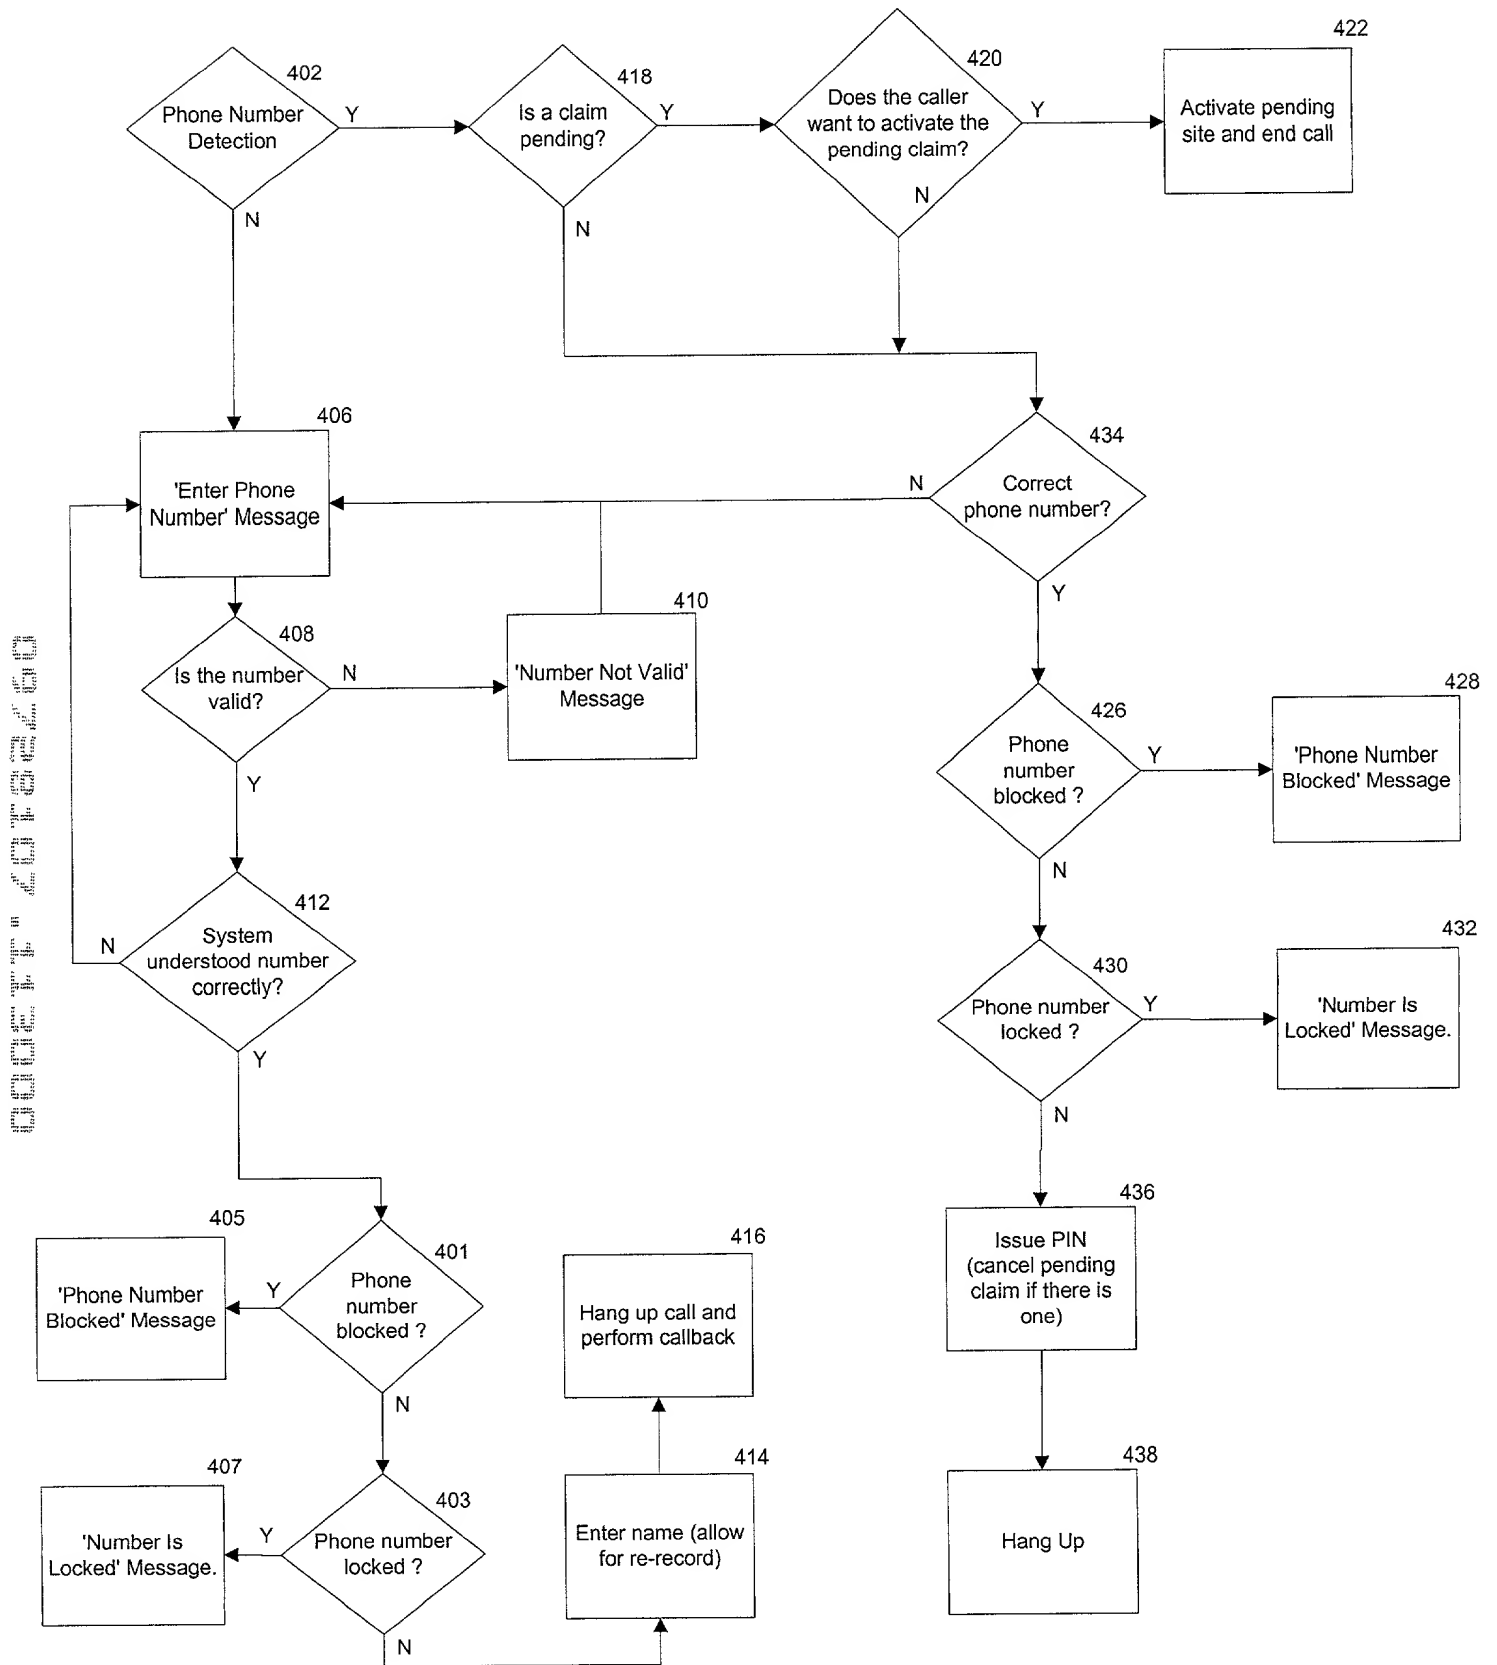 402
Phone Number
Detection
Y
N
418
Is a claim
pending?
Y
N
420
Does the caller
want to activate the
pending claim?
Y
N
422
Activate pending
site and end call
406
'Enter Phone
Number' Message
434
Correct
phone number?
N
Y
408
Is the number
valid?
N
Y
410
'Number Not Valid'
Message
426
Phone
number
blocked ?
Y
N
428
'Phone Number
Blocked' Message
412
System
understood number
correctly?
N
Y
430
Phone number
locked ?
Y
N
432
'Number Is
Locked' Message.
405
'Phone Number
Blocked' Message
401
Phone
number
blocked ?
Y
N
416
Hang up call and
perform callback
436
Issue PIN
(cancel pending
claim if there is
one)
407
'Number Is
Locked' Message.
403
Phone number
locked ?
Y
N
414
Enter name (allow
for re-record)
438
Hang Up